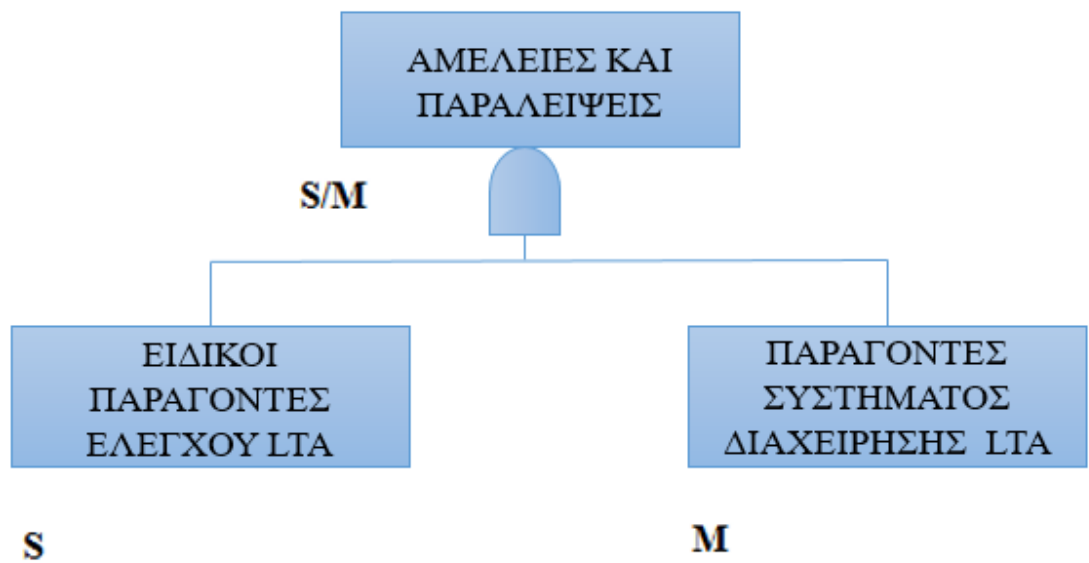 ΑΜΕΛΕΙΕΣ ΚΑΙ
ΠΑΡΑΛΕΙΨΕΙΣ
S/M
ΕΙΔΙΚΟΙ
ΠΑΡΑΓΟΝΤΕΣ
ΕΛΕΓΧΟΥ LTA
ΠΑΡΑΓΟΝΤΕΣ
ΣΥΣΤΗΜΑΤΟΣ
ΔΙΑΧΕΙΡΗΣΗΣ LTA
S
M